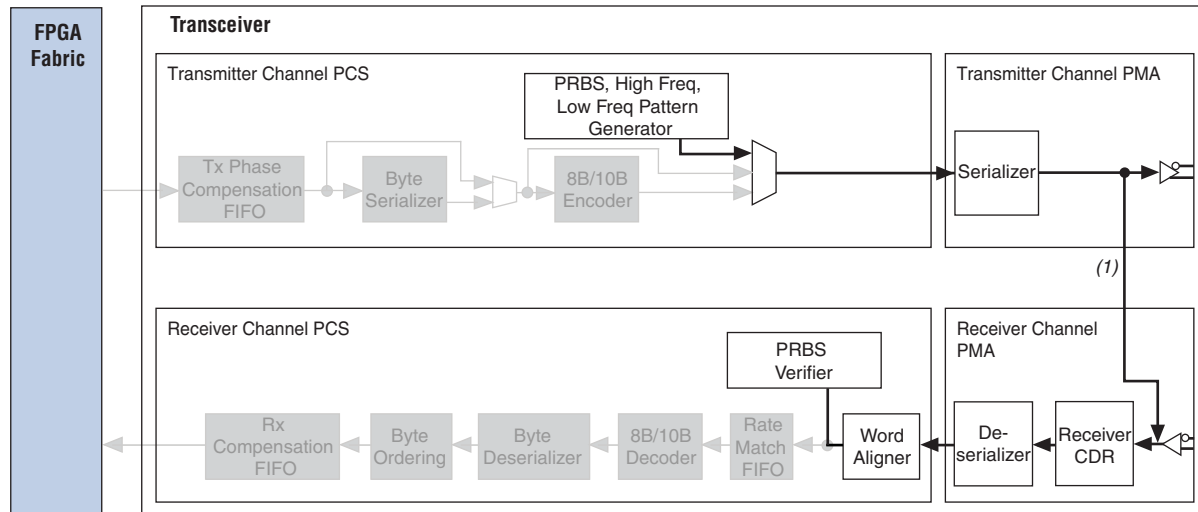 FPGA
Fabric
Transceiver
Transmitter Channel PCS
PRBS, High Freq,
Low Freq Pattern
Generator
Tx Phase
Compensation
FIFO
Byte
Serializer
8B/10B
Encoder
Transmitter Channel PMA
Serializer
(1)
Receiver Channel PCS
PRBS
Verifier
Rx
Compensation
FIFO
Byte
Ordering
Byte
Deserializer
8B/10B
Decoder
Rate
Match
FIFO
Word
Aligner
Receiver Channel
PMA
De-
serializer
Receiver
CDR